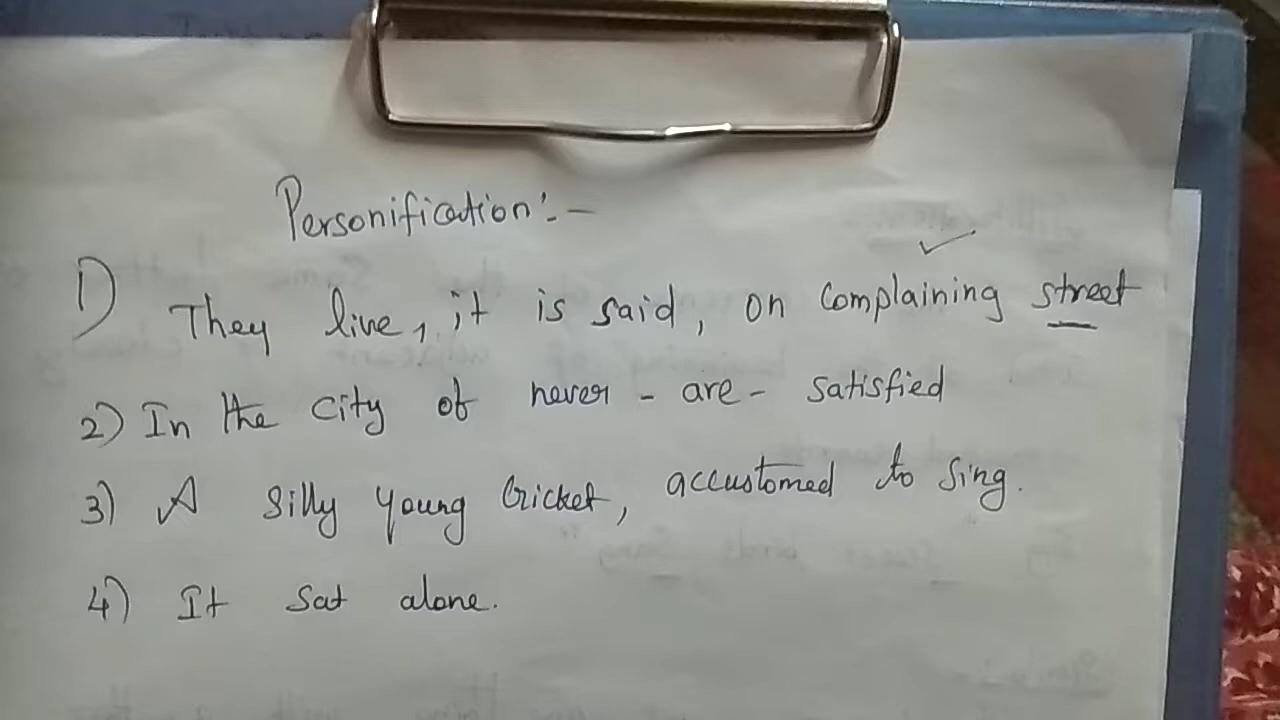 Personification:-
1) They live, it is said, on complaining street
2) In the city of never - are - satisfied
3) A silly young Cricket, accustomed to sing.
4) It sat alone.